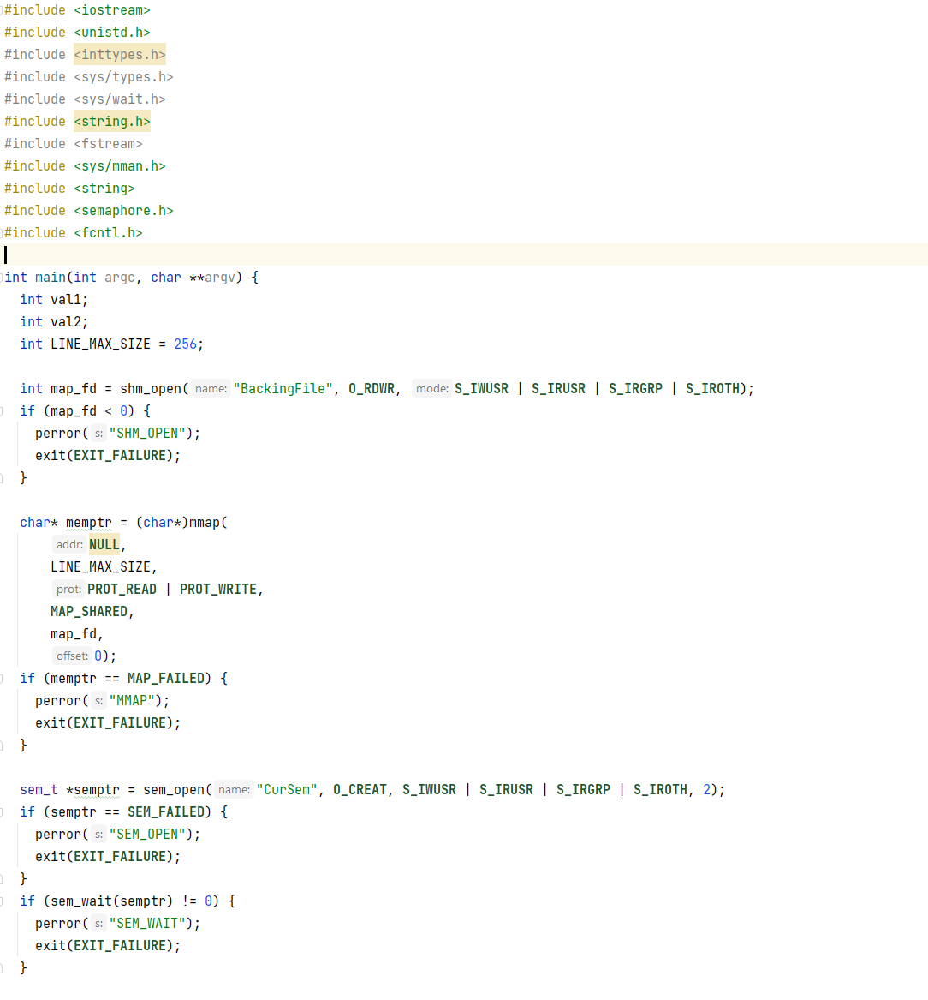 #include <iostream>
#include <unistd.h>
#include <inttypes.h>
#include <sys/types.h>
#include <sys/wait.h>
#include <string.h>
#include <fstream>
#include <sys/mman.h>
#include <string>
#include <semaphore.h>
#include <fcntl.h>
int main(int argc, char **argv) {
  int val1;
  int val2;
  int LINE_MAX_SIZE = 256;
  int map_fd = shm_open( name: "BackingFile", O_RDWR, mode: S_IWUSR | S_IRUSR | S_IRGRP | S_IROTH);
  if (map_fd < 0) {
    perror( s: "SHM_OPEN");
    exit(EXIT_FAILURE);
  }
  char* memptr = (char*)mmap(
      addr: NULL,
      LINE_MAX_SIZE,
      prot: PROT_READ | PROT_WRITE,
      MAP_SHARED,
      map_fd,
      offset: 0);
  if (memptr == MAP_FAILED) {
    perror( s: "MMAP");
    exit(EXIT_FAILURE);
  }
  sem_t *semptr = sem_open( name: "CurSem", O_CREAT, S_IWUSR | S_IRUSR | S_IRGRP | S_IROTH, 2);
  if (semptr == SEM_FAILED) {
    perror( s: "SEM_OPEN");
    exit(EXIT_FAILURE);
  }
  if (sem_wait(semptr) != 0) {
    perror( s: "SEM_WAIT");
    exit(EXIT_FAILURE);
  }